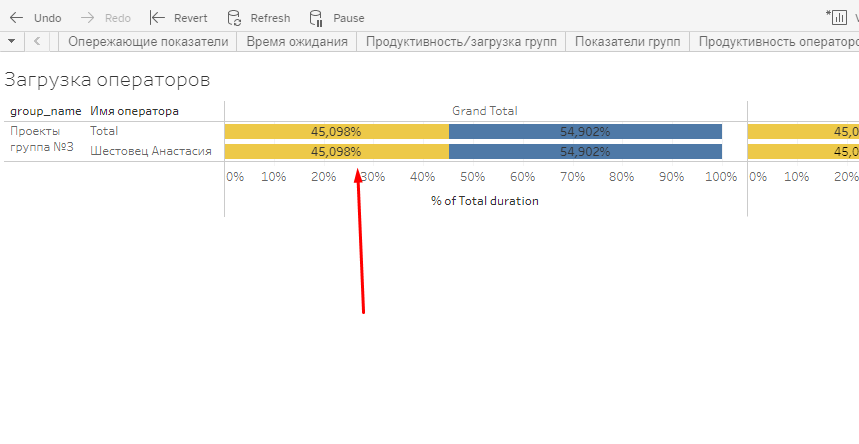 Undo Redo Revert Refresh Pause
Опережающие показатели Время ожидания Продуктивность/загрузка групп Показатели групп Продуктивность операторо
Загрузка операторов
group_name Имя оператора Grand Total
Проекты группа №3 Total 45,098% 54,902% 45,0
Шестовец Анастасия 45,098% 54,902% 45,0
0% 10% 20% 30% 40% 50% 60% 70% 80% 90% 100% 0% 10% 20%
% of Total duration